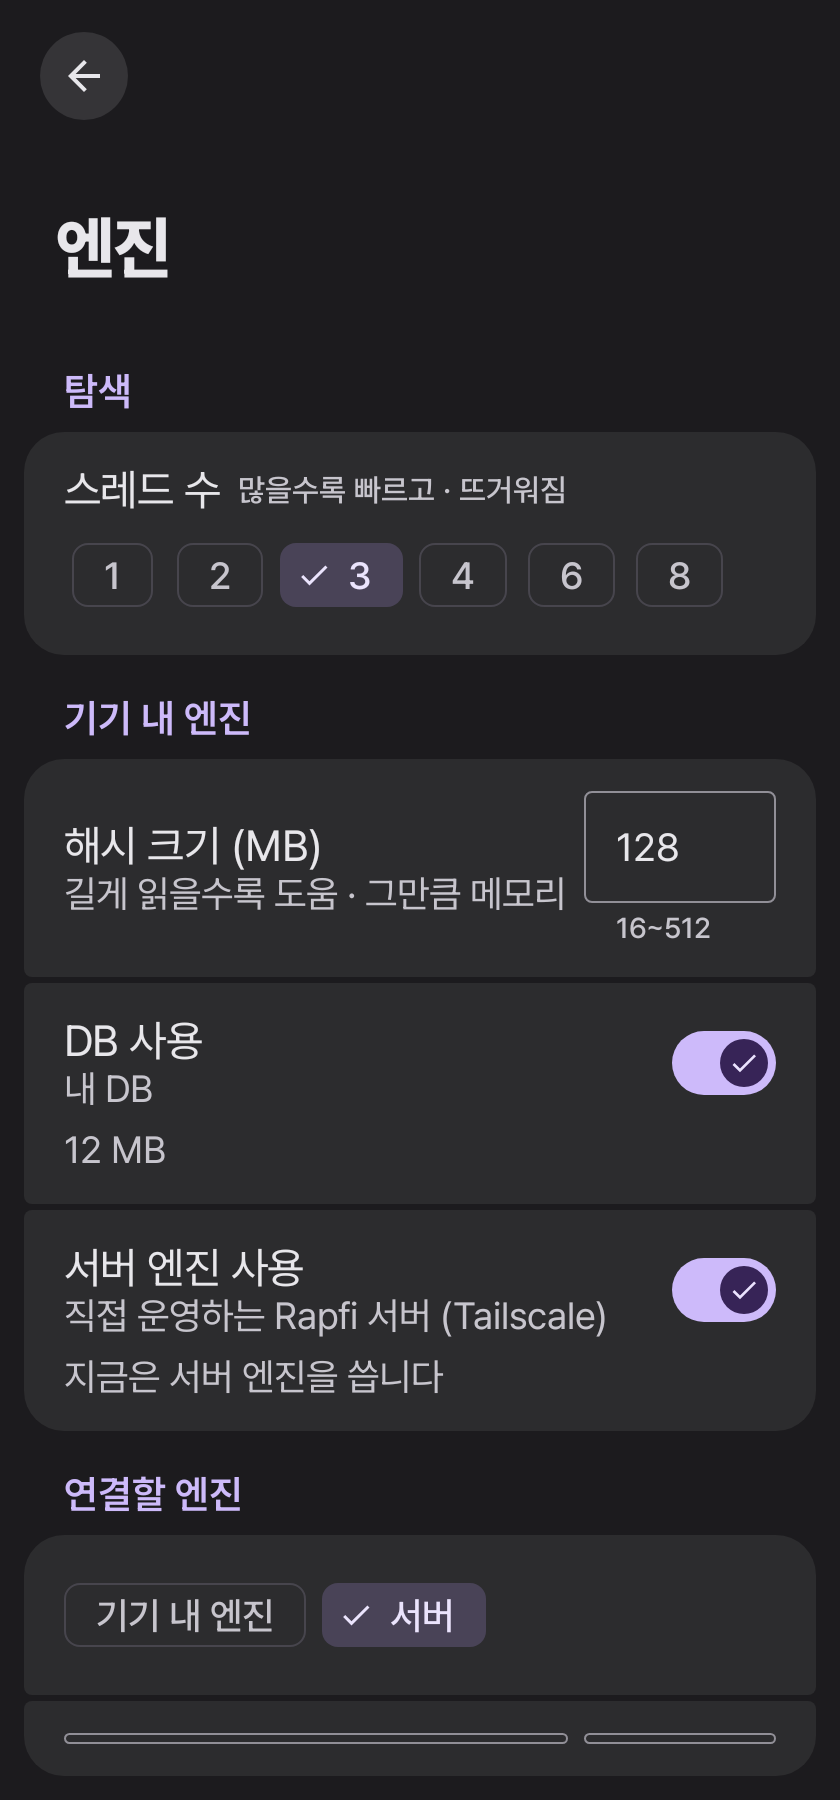 엔진
탐색
스레드 수 많을수록 빠르고 · 뜨거워짐
1 2 3 4 6 8
기기 내 엔진
해시 크기 (MB)
길게 읽을수록 도움 · 그만큼 메모리
128
16~512
DB 사용
내 DB
12 MB
서버 엔진 사용
직접 운영하는 Rapfi 서버 (Tailscale)
지금은 서버 엔진을 씁니다
연결할 엔진
기기 내 엔진 서버